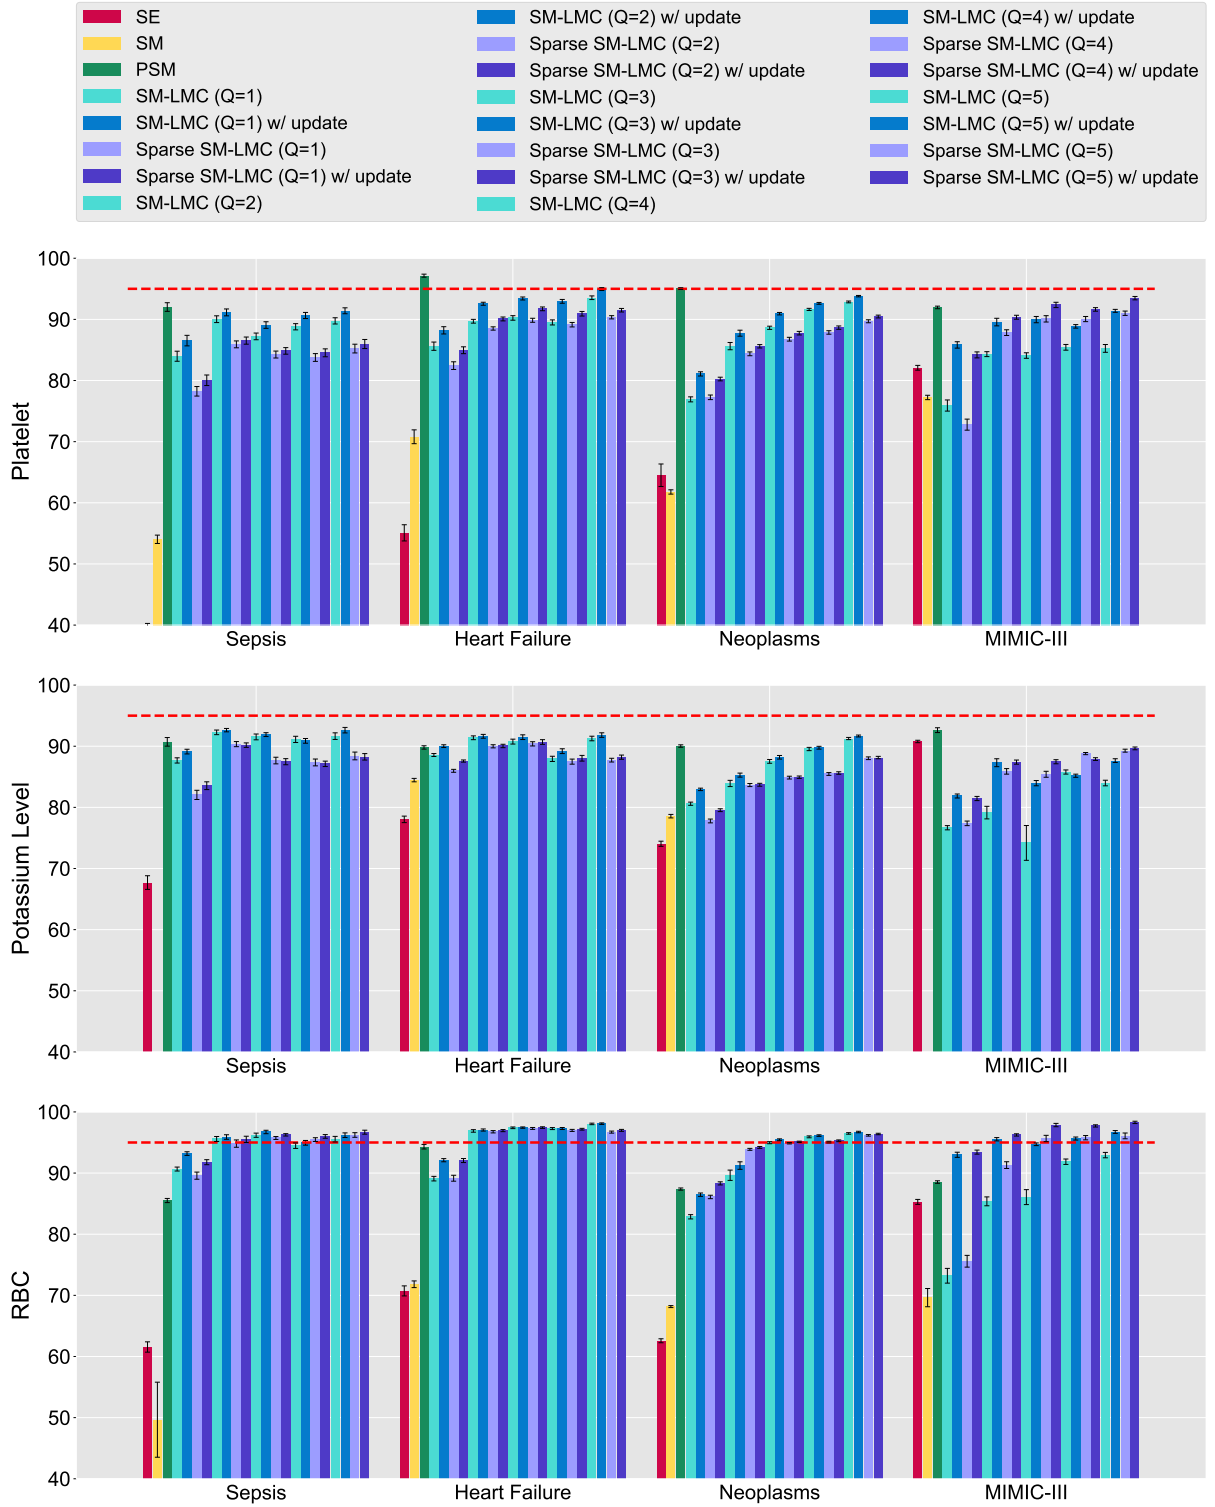 SE
SM
PSM
SM-LMC (Q=1)
SM-LMC (Q=1) w/ update
Sparse SM-LMC (Q=1)
Sparse SM-LMC (Q=1) w/ update
SM-LMC (Q=2)
SM-LMC (Q=2) w/ update
Sparse SM-LMC (Q=2)
Sparse SM-LMC (Q=2) w/ update
SM-LMC (Q=3)
SM-LMC (Q=3) w/ update
Sparse SM-LMC (Q=3)
Sparse SM-LMC (Q=3) w/ update
SM-LMC (Q=4)
SM-LMC (Q=4) w/ update
Sparse SM-LMC (Q=4)
Sparse SM-LMC (Q=4) w/ update
SM-LMC (Q=5)
SM-LMC (Q=5) w/ update
Sparse SM-LMC (Q=5)
Sparse SM-LMC (Q=5) w/ update
Platelet
100
90
80
70
60
50
40
Sepsis
Heart Failure
Neoplasms
MIMIC-III
Potassium Level
100
90
80
70
60
50
40
Sepsis
Heart Failure
Neoplasms
MIMIC-III
RBC
100
90
80
70
60
50
40
Sepsis
Heart Failure
Neoplasms
MIMIC-III